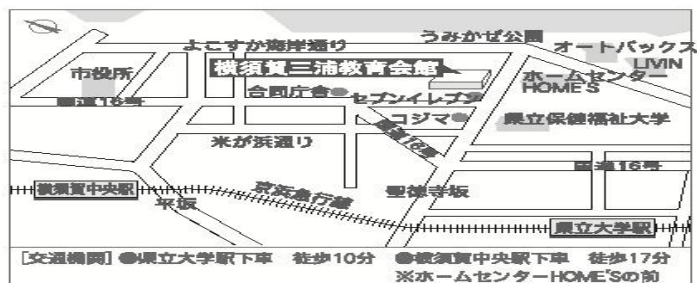 うみかぜ公園
よこすか海岸通り
オートバックス
LIVIN
市役所
横須賀三浦教育会館
ホームセンター
HOME'S
合同庁舎
セブンイレブン
国道16号
コジマ
県立保健福祉大学
国道16号
米が浜通り
国道16号
横須賀中央駅
京浜急行線
聖徳寺坂
平坂
県立大学駅
[交通機関] ●県立大学駅下車 徒歩10分 ●横須賀中央駅下車 徒歩17分
※ホームセンターHOME'Sの前